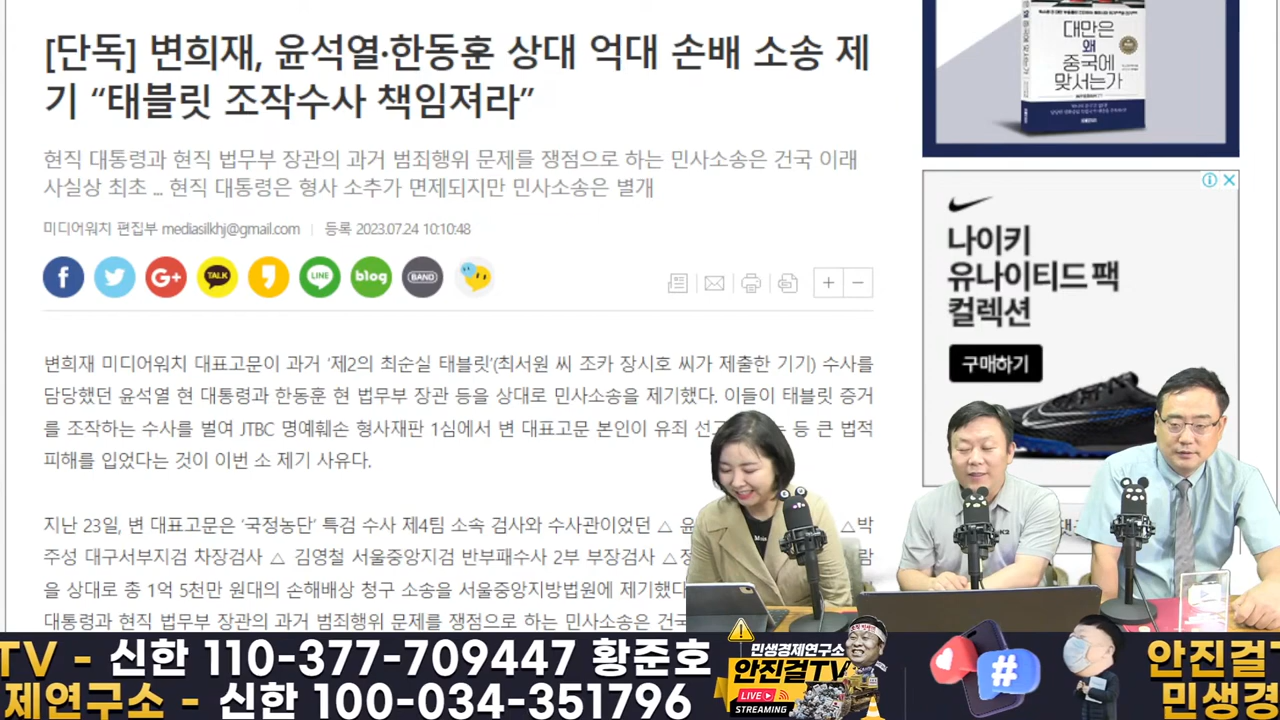 [단독] 변희재, 윤석열·한동훈 상대 억대 손배 소송 제
기 “태블릿 조작수사 책임져라”
현직 대통령과 현직 법무부 장관의 과거 범죄행위 문제를 쟁점으로 하는 민사소송은 건국 이래
사실상 최초 ... 현직 대통령은 형사 소추가 면제되지만 민사소송은 별개
미디어워치 편집부 mediasilkhj@gmail.com | 등록 2023.07.24 10:10:48
f
G+
TALK
LINE
blog
BAND
+ −
변희재 미디어워치 대표고문이 과거 ‘제2의 최순실 태블릿’(최서원 씨 조카 장시호 씨가 제출한 기기) 수사를
담당했던 윤석열 현 대통령과 한동훈 현 법무부 장관 등을 상대로 민사소송을 제기했다. 이들이 태블릿 증거
를 조작하는 수사를 벌여 JTBC 명예훼손 형사재판 1심에서 변 대표고문 본인이 유죄 선고 는 등 큰 법적
피해를 입었다는 것이 이번 소 제기 사유다.
지난 23일, 변 대표고문은 ‘국정농단’ 특검 수사 제4팀 소속 검사와 수사관이었던 △ 윤 △박
주성 대구서부지검 차장검사 △ 김영철 서울중앙지검 반부패수사 2부 부장검사 △정 람
을 상대로 총 1억 5천만 원대의 손해배상 청구 소송을 서울중앙지방법원에 제기했다
대통령과 현직 법무부 장관의 과거 범죄행위 문제를 쟁점으로 하는 민사소송은 건국
대만은
왜
중국에
맞서는가
나이키
유나이티드 팩
컬렉션
구매하기
TV - 신한 110-377-709447 황준호
제연구소 - 신한 100-034-351796
민생경제연구소
안진걸TV
LIVE
STREAMING
#
안진걸T
민생경